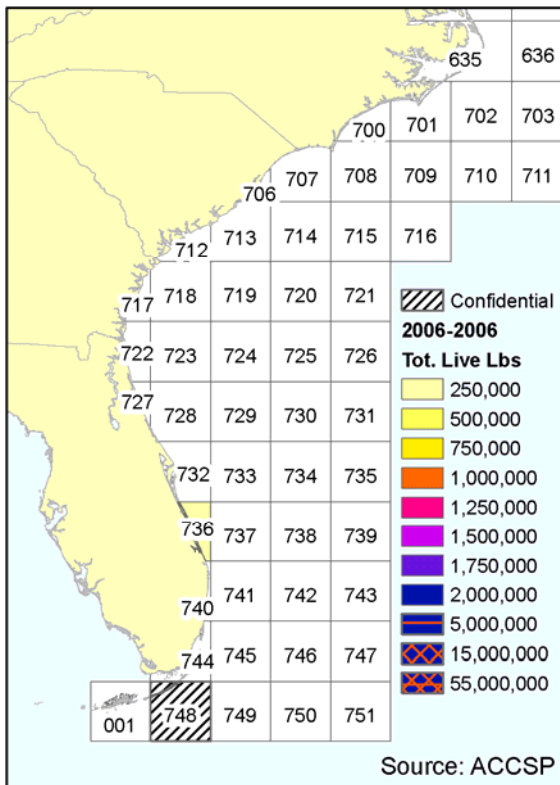 635 636
700 701 702 703
706 707 708 709 710 711
712 713 714 715 716
717 718 719 720 721
722 723 724 725 726
727 728 729 730 731
732 733 734 735
736 737 738 739
740 741 742 743
744 745 746 747
001 748 749 750 751
Confidential
2006-2006
Tot. Live Lbs
250,000
500,000
750,000
1,000,000
1,250,000
1,500,000
1,750,000
2,000,000
5,000,000
15,000,000
55,000,000
Source: ACCSP